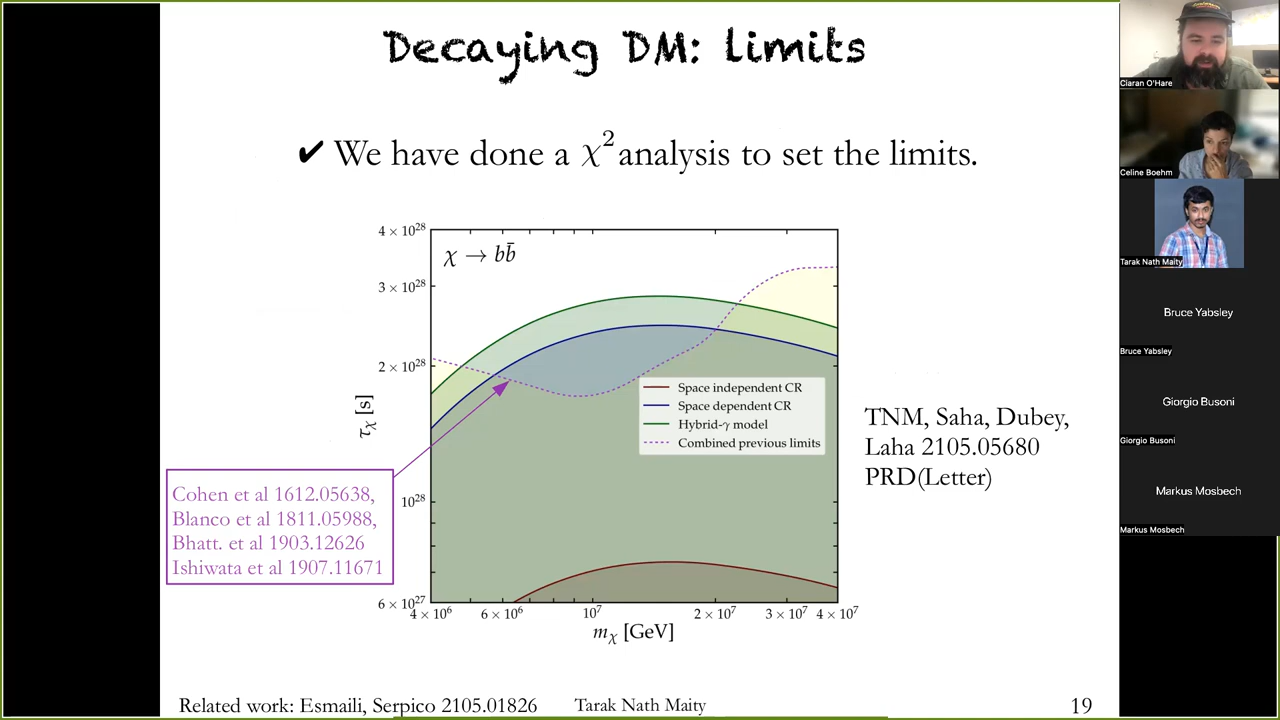 Decaying DM: limits
✔ We have done a χ² analysis to set the limits.
4 × 10²⁸
3 × 10²⁸
2 × 10²⁸
10²⁸
6 × 10²⁷
τχ [s]
χ → bb̄
Space independent CR
Space dependent CR
Hybrid-γ model
Combined previous limits
4 × 10⁶ 6 × 10⁶ 10⁷ 2 × 10⁷ 3 × 10⁷ 4 × 10⁷
mχ [GeV]
Cohen et al 1612.05638,
Blanco et al 1811.05988,
Bhatt. et al 1903.12626
Ishiwata et al 1907.11671
TNM, Saha, Dubey,
Laha 2105.05680
PRD(Letter)
Related work: Esmaili, Serpico 2105.01826 Tarak Nath Maity 19
Ciaran O'Hare
Celine Boehm
Tarak Nath Maity
Bruce Yabsley
Bruce Yabsley
Giorgio Busoni
Giorgio Busoni
Markus Mosbech
Markus Mosbech